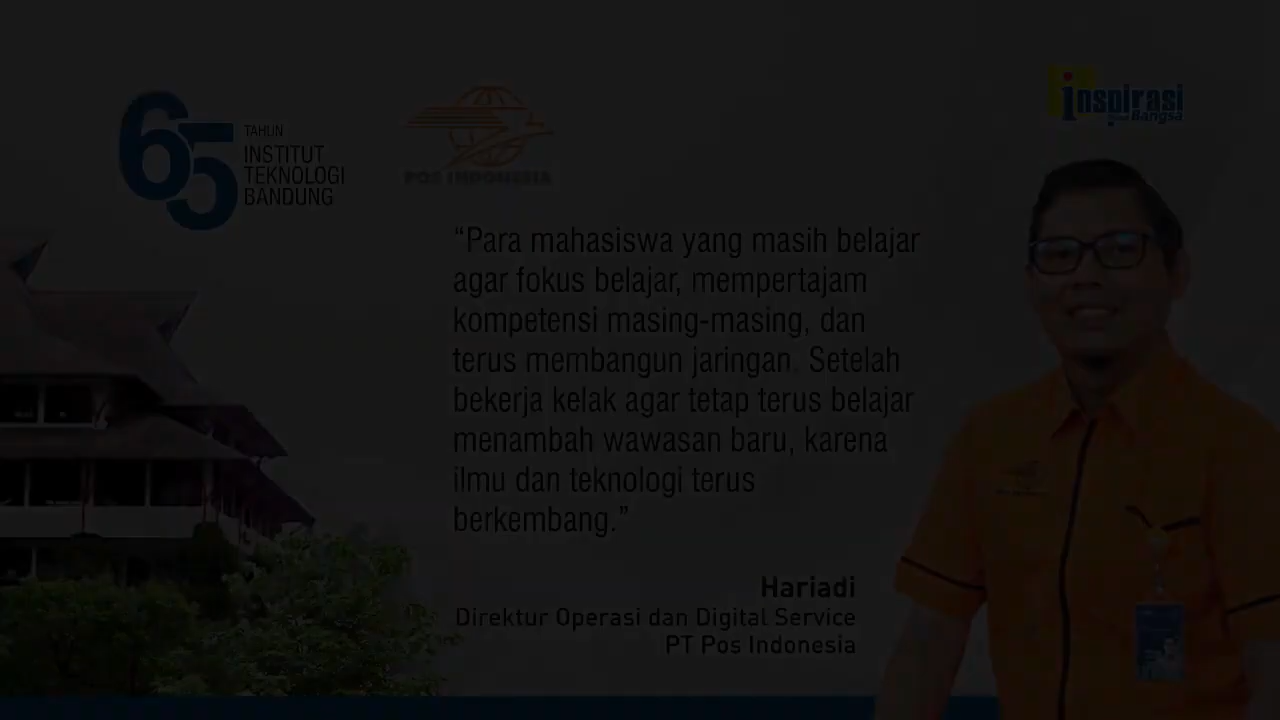 65
TAHUN
INSTITUT
TEKNOLOGI
BANDUNG
POS INDONESIA
inspirasi
Bangsa
“Para mahasiswa yang masih belajar
agar fokus belajar, mempertajam
kompetensi masing-masing, dan
terus membangun jaringan. Setelah
bekerja kelak agar tetap terus belajar
menambah wawasan baru, karena
ilmu dan teknologi terus
berkembang.”
Hariadi
Direktur Operasi dan Digital Service
PT Pos Indonesia